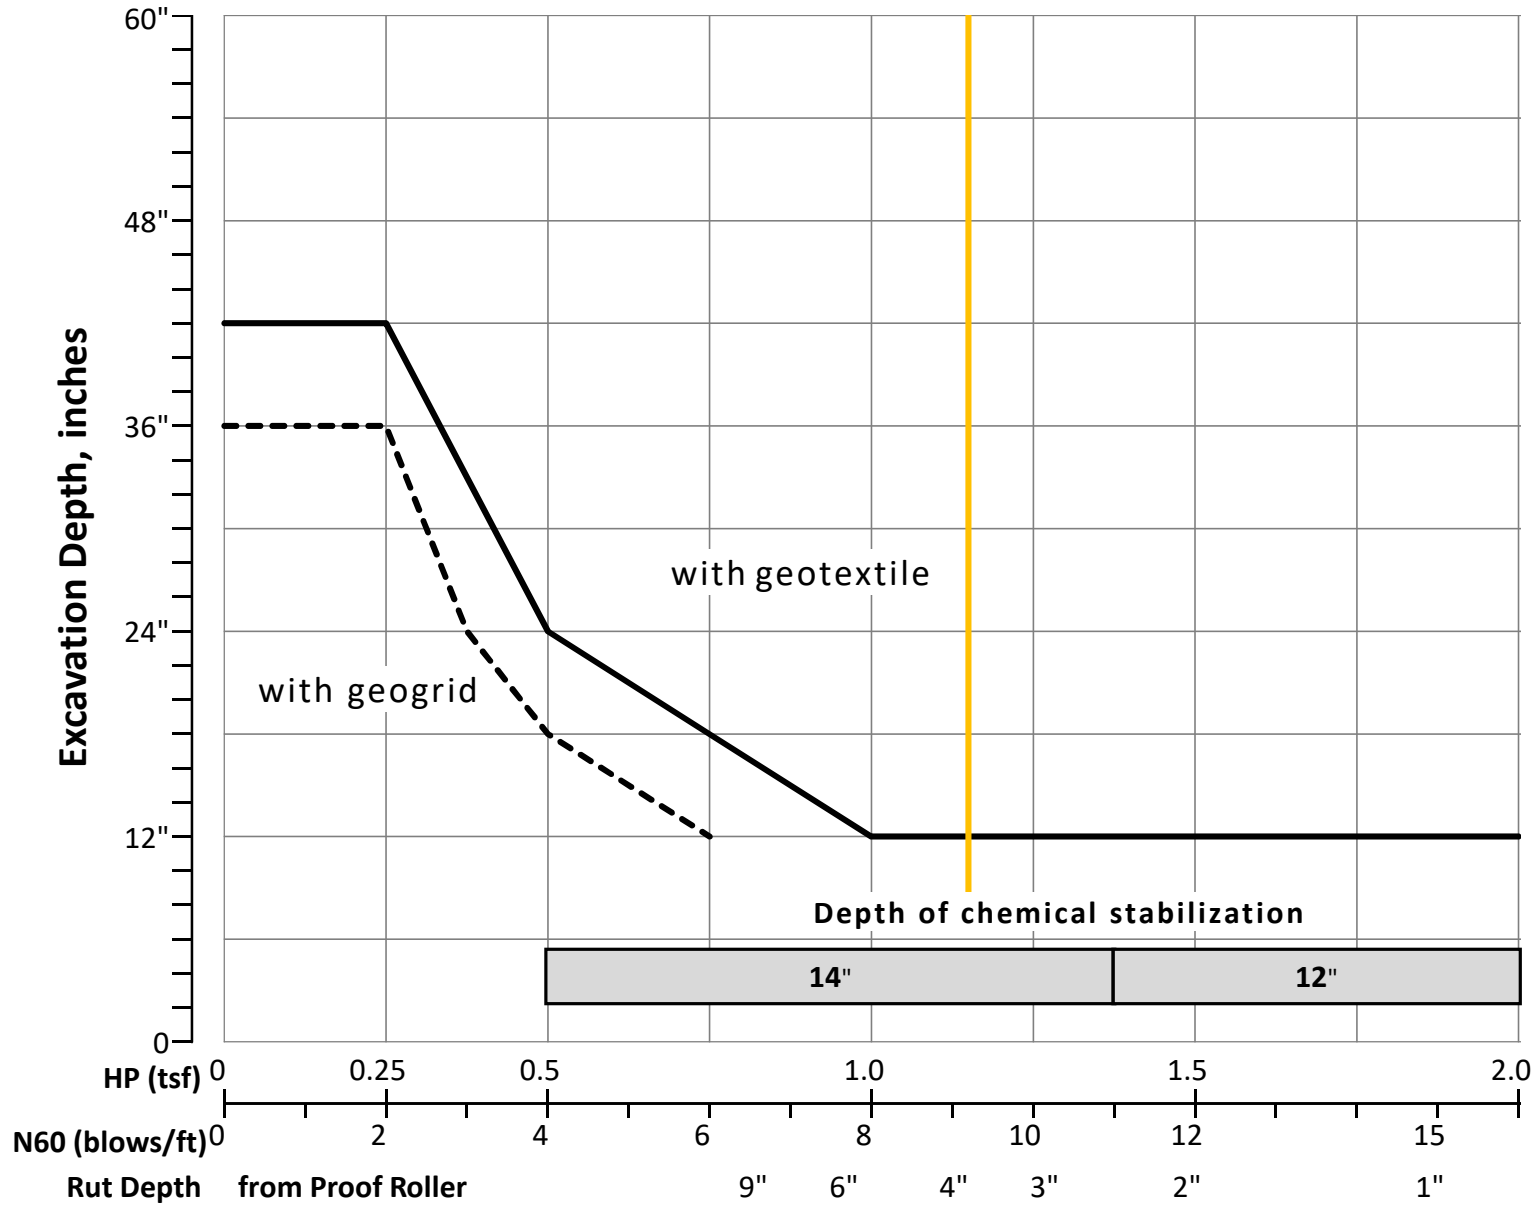 60"
48"
36"
24"
12"
0
Excavation Depth, inches
with geotextile
with geogrid
Depth of chemical stabilization
14" 12"
HP (tsf) 0 0.25 0.5 1.0 1.5 2.0
N60 (blows/ft) 0 2 4 6 8 10 12 15
Rut Depth from Proof Roller 9" 6" 4" 3" 2" 1"